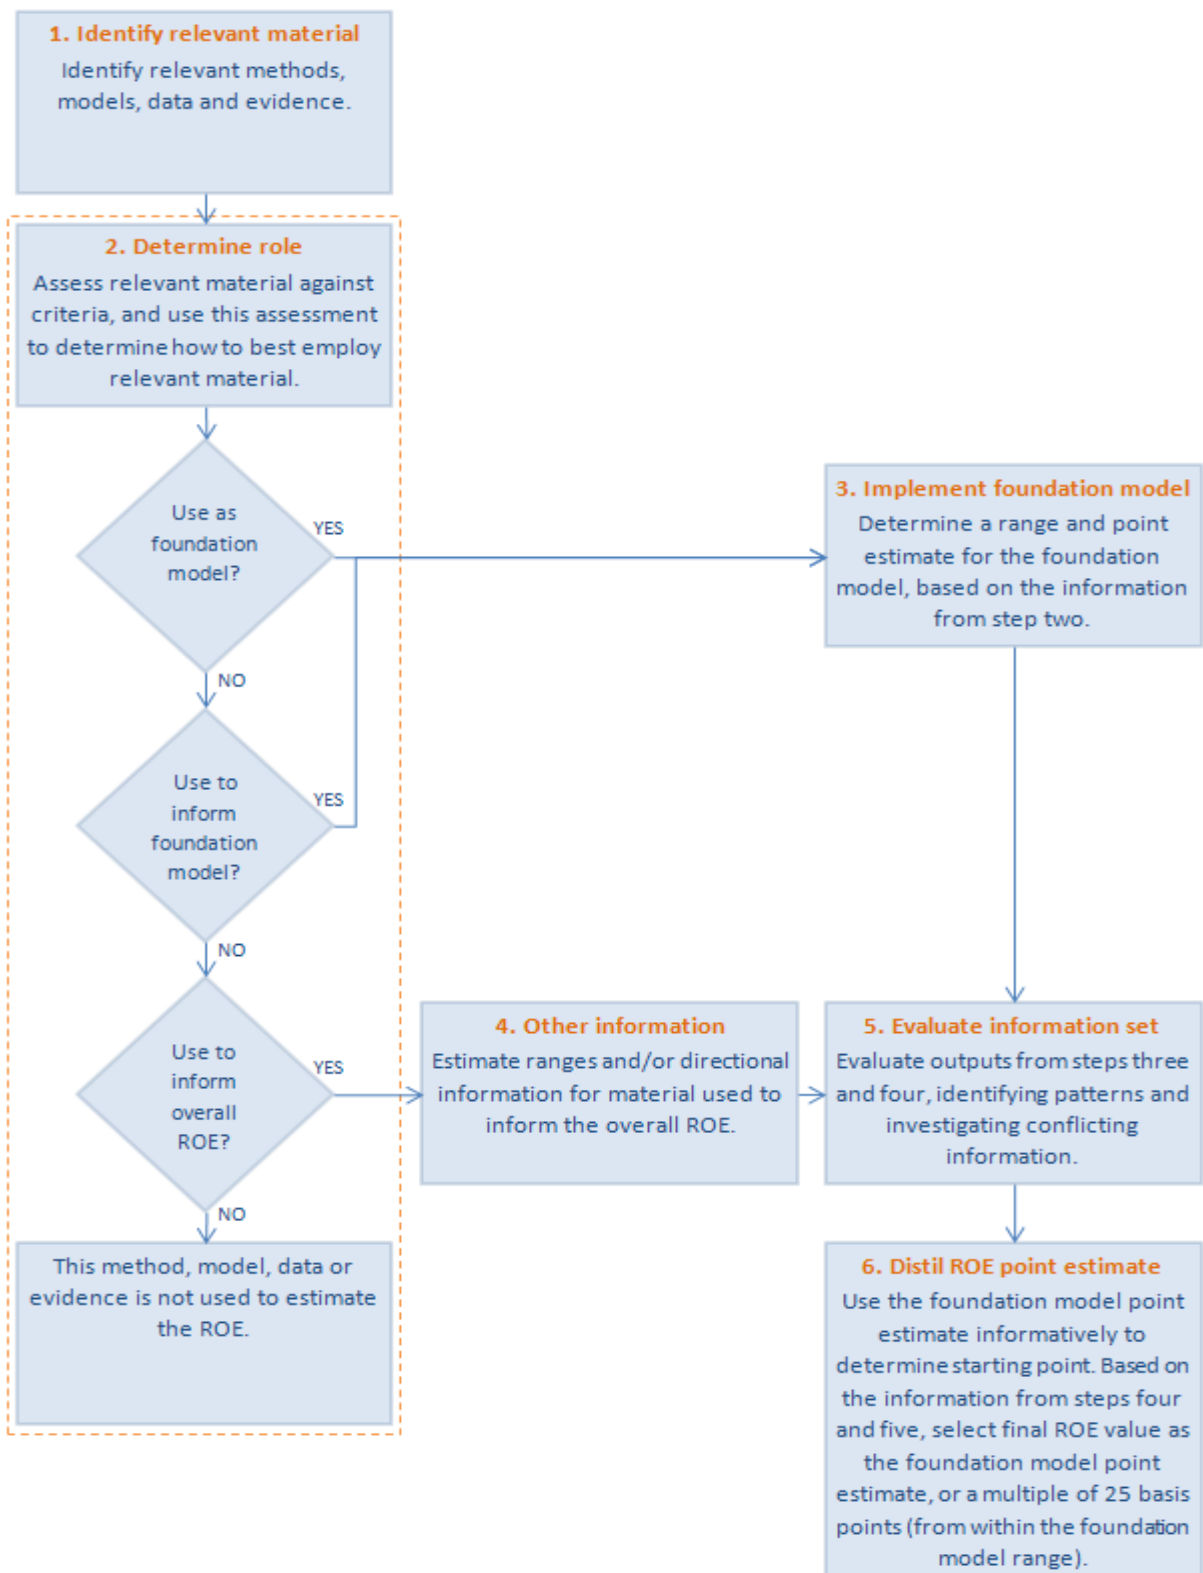 1. Identify relevant material
Identify relevant methods,
models, data and evidence.
2. Determine role
Assess relevant material against
criteria, and use this assessment
to determine how to best employ
relevant material.
Use as
foundation
model?
YES
NO
3. Implement foundation model
Determine a range and point
estimate for the foundation
model, based on the information
from step two.
Use to
inform
foundation
model?
YES
NO
Use to
inform
overall
ROE?
YES
NO
4. Other information
Estimate ranges and/or directional
information for material used to
inform the overall ROE.
5. Evaluate information set
Evaluate outputs from steps three
and four, identifying patterns and
investigating conflicting
information.
This method, model, data or
evidence is not used to estimate
the ROE.
6. Distil ROE point estimate
Use the foundation model point
estimate informatively to
determine starting point. Based on
the information from steps four
and five, select final ROE value as
the foundation model point
estimate, or a multiple of 25 basis
points (from within the foundation
model range).